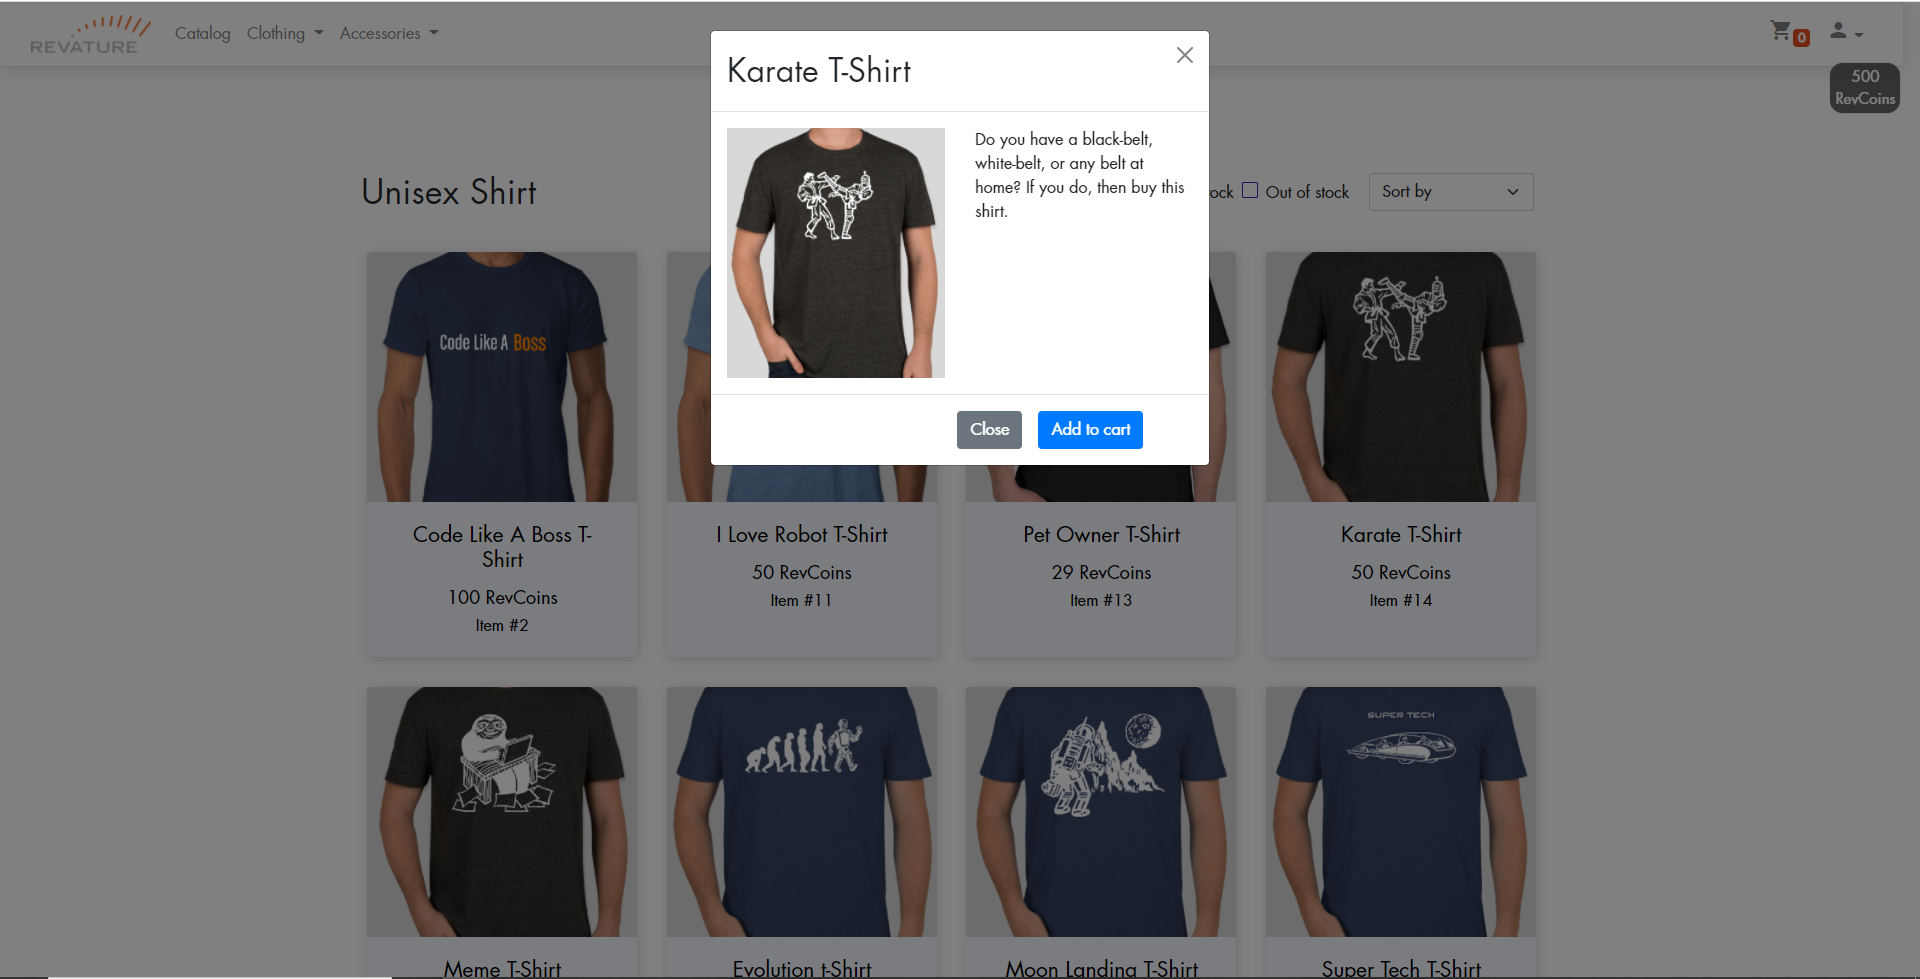 REVATURE
Catalog
Clothing
Accessories
0
500
RevCoins
Karate T-Shirt
Do you have a black-belt,
white-belt, or any belt at
home? If you do, then buy this
shirt.
Close
Add to cart
Unisex Shirt
ock
Out of stock
Sort by
Code Like A Boss
Code Like A Boss T-
Shirt
100 RevCoins
Item #2
I Love Robot T-Shirt
50 RevCoins
Item #11
Pet Owner T-Shirt
29 RevCoins
Item #13
Karate T-Shirt
50 RevCoins
Item #14
SUPER TECH
Meme T-Shirt
Evolution t-Shirt
Moon Landing T-Shirt
Super Tech T-Shirt